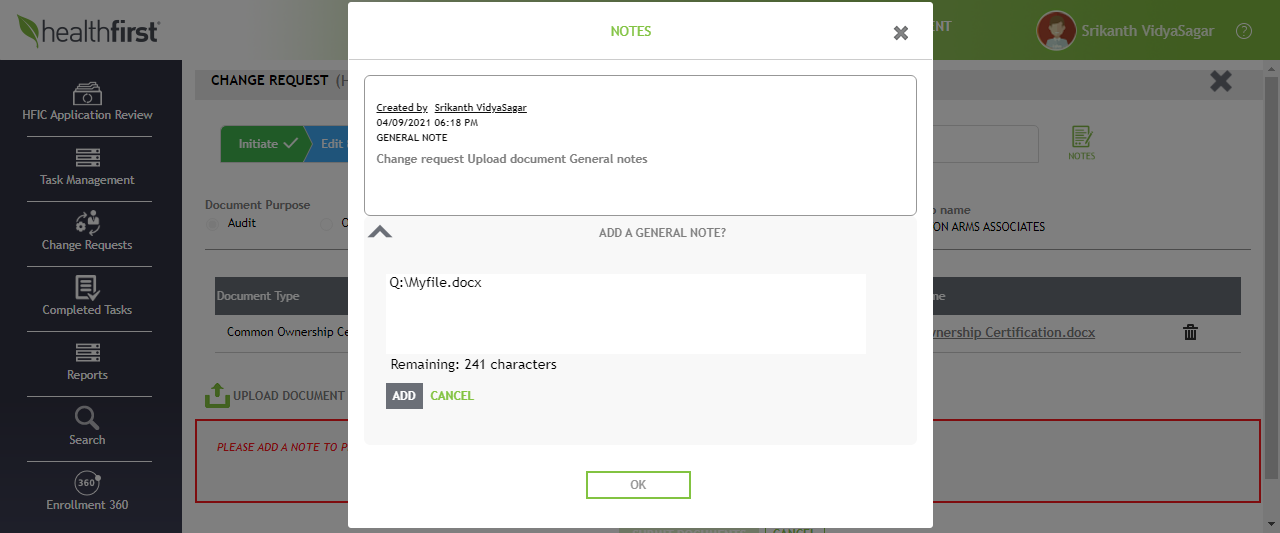 healthfirst
NOTES
ENT
Srikanth VidyaSagar
?
HFIC Application Review
Task Management
Change Requests
Completed Tasks
Reports
Search
360
Enrollment 360
CHANGE REQUEST (H
Initiate
Edit
NOTES
Document Purpose
Audit
O
p name
ON ARMS ASSOCIATES
Document Type
me
Common Ownership Ce
wnership Certification.docx
UPLOAD DOCUMENT
PLEASE ADD A NOTE TO P
Created by Srikanth VidyaSagar
04/09/2021 06:18 PM
GENERAL NOTE
Change request Upload document General notes
ADD A GENERAL NOTE?
Q:\Myfile.docx
Remaining: 241 characters
ADD CANCEL
OK
CANCEL